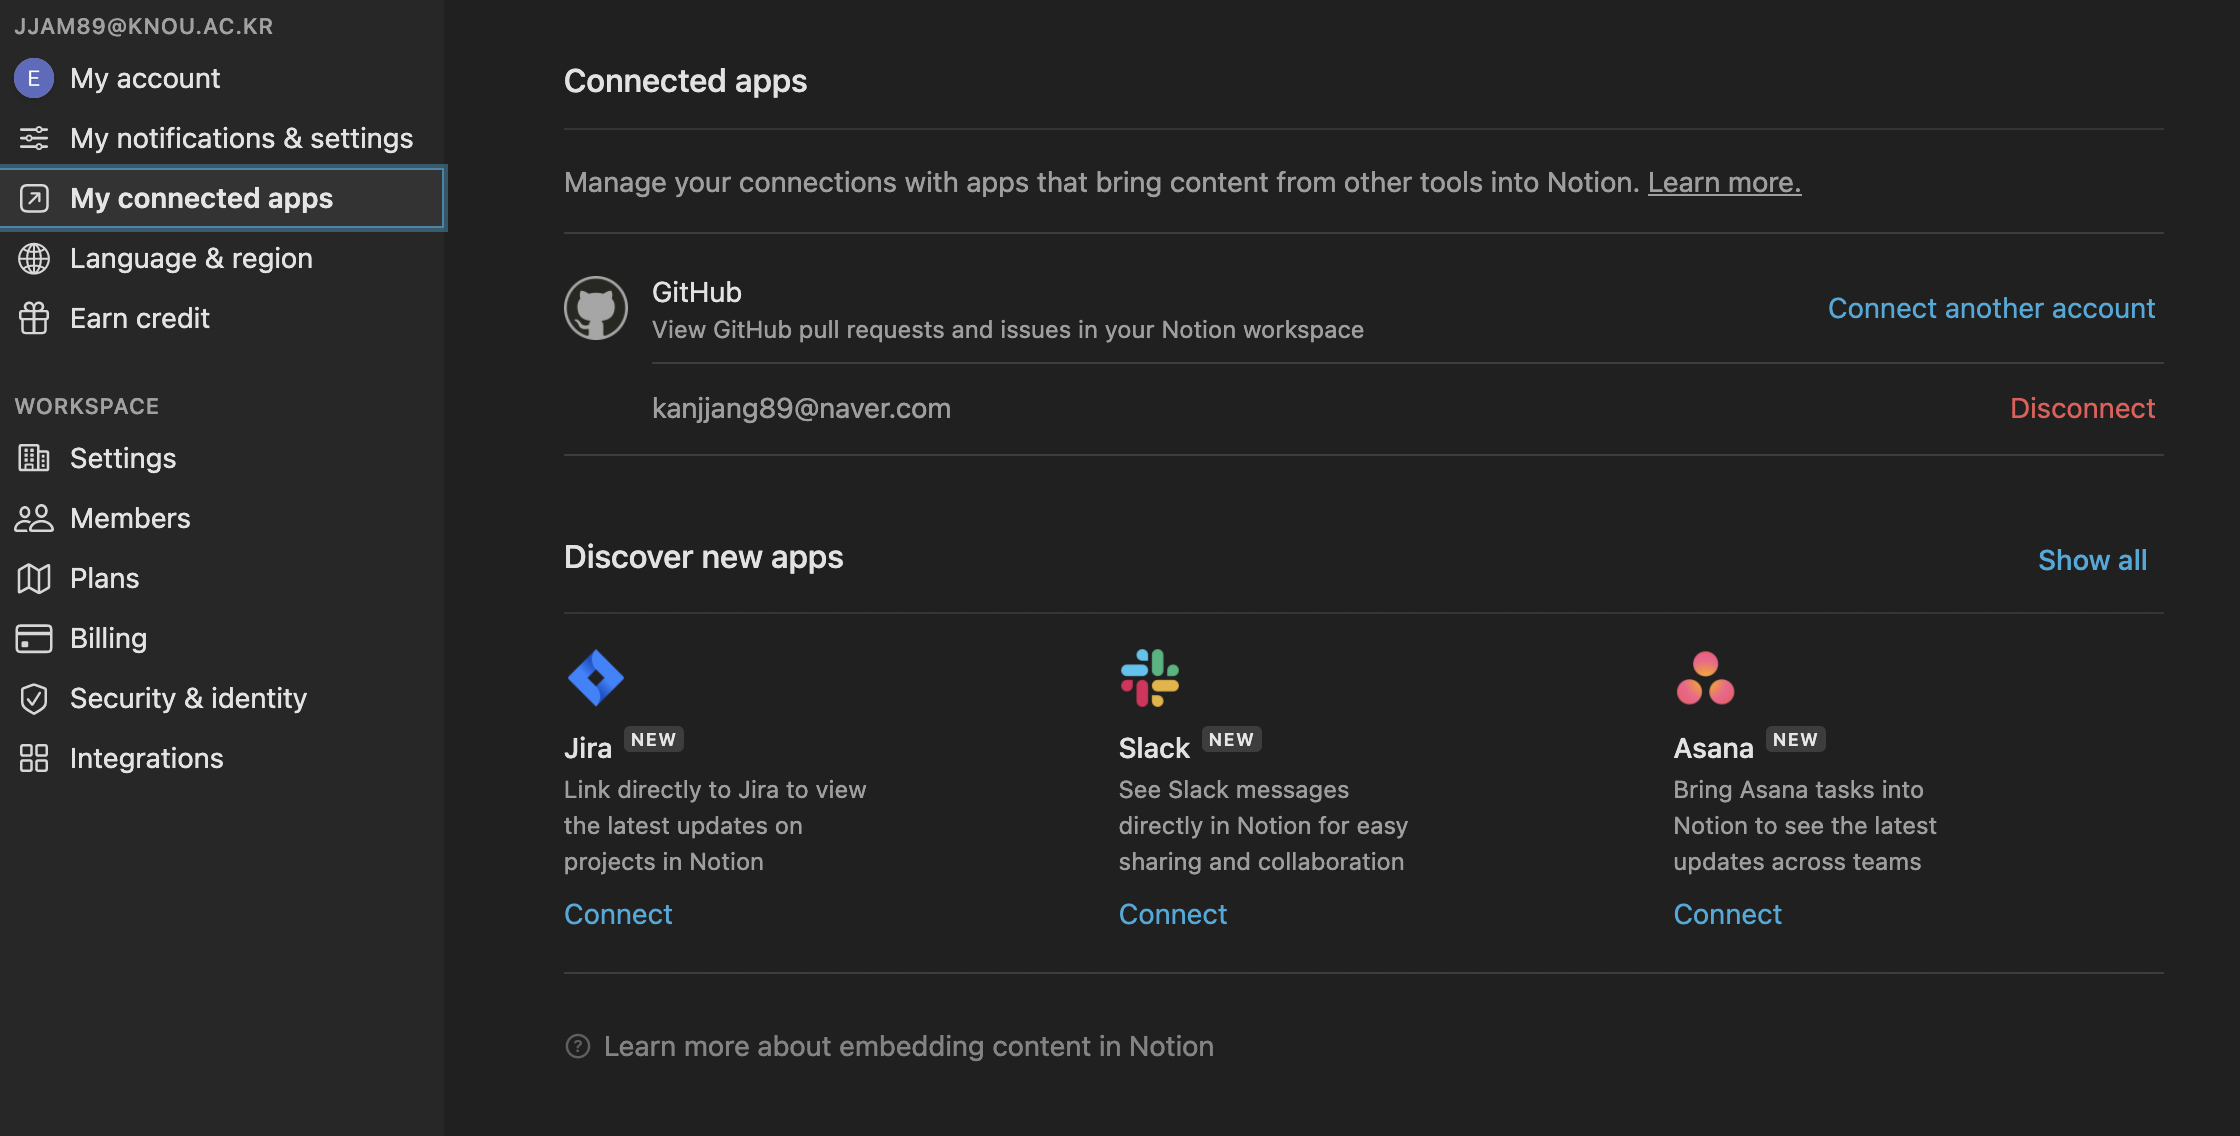 JJAM89@KNOU.AC.KR
E
My account
My notifications & settings
My connected apps
Language & region
Earn credit
WORKSPACE
Settings
Members
Plans
Billing
Security & identity
Integrations
Connected apps
Manage your connections with apps that bring content from other tools into Notion. Learn more.
GitHub
View GitHub pull requests and issues in your Notion workspace
Connect another account
kanjjang89@naver.com
Disconnect
Discover new apps
Show all
Jira NEW
Link directly to Jira to view
the latest updates on
projects in Notion
Connect
Slack NEW
See Slack messages
directly in Notion for easy
sharing and collaboration
Connect
Asana NEW
Bring Asana tasks into
Notion to see the latest
updates across teams
Connect
? Learn more about embedding content in Notion